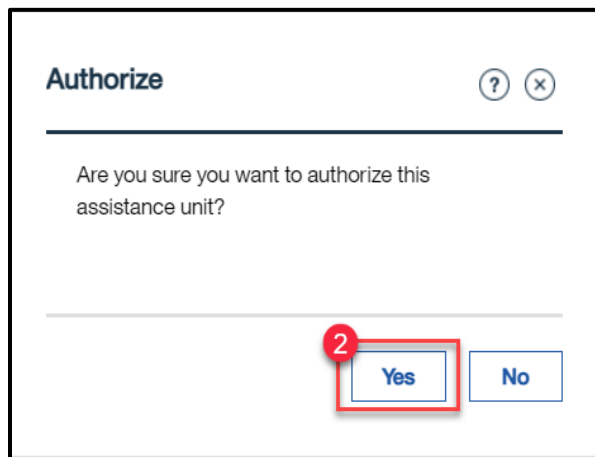 Authorize
?
Are you sure you want to authorize this
assistance unit?
2
Yes
No